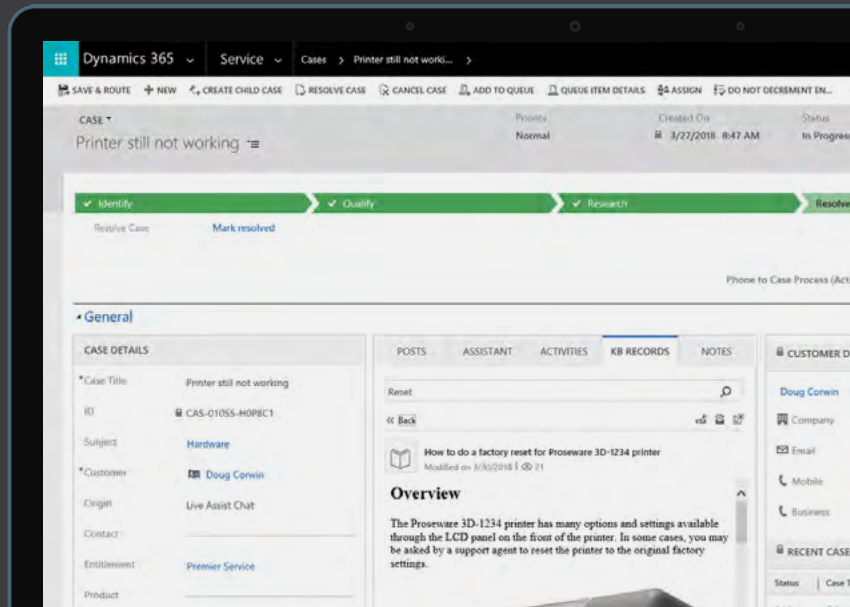 Dynamics 365 Service Cases > Printer still not worki... >
SAVE & ROUTE + NEW CREATE CHILD CASE RESOLVE CASE CANCEL CASE ADD TO QUEUE QUEUE ITEM DETAILS ASSIGN DO NOT DECREMENT EN...
CASE
Printer still not working
Priority
Normal
Created On
3/27/2018 8:47 AM
Status
In Progress
Identify
Qualify
Research
Resolve
Resolve Case Mark resolved
Phone to Case Process (Acti
General
CASE DETAILS
*Case Title Printer still not working
ID CAS-01055-H0P8C1
Subject Hardware
*Customer Doug Corwin
Origin Live Assist Chat
Contact
Entitlement Premier Service
Product
POSTS ASSISTANT ACTIVITIES KB RECORDS NOTES
Reset
<< Back
How to do a factory reset for Proseware 3D-1234 printer
Modified on 3/30/2018 | 21
Overview
The Proseware 3D-1234 printer has many options and settings available
through the LCD panel on the front of the printer. In some cases, you may
be asked by a support agent to reset the printer to the original factory
settings.
CUSTOMER D
Doug Corwin
Company
Email
Mobile
Business
RECENT CASE
Status | Case T